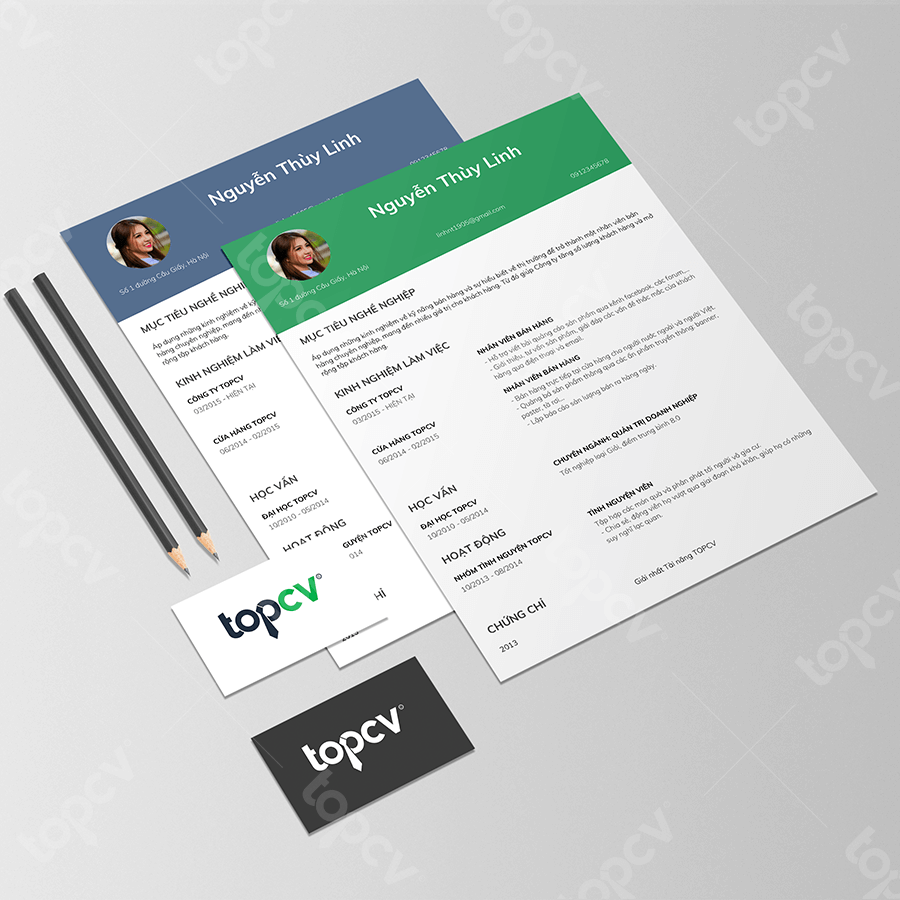 Nguyễn Thùy Linh
0912345678
Số 1 đường Cầu Giấy, Hà Nội
MỤC TIÊU NGHỀ NGHI
Áp dụng những kinh nghiệm về kỹ
hàng chuyên nghiệp, mang đến nhiều
rộng tập khách hàng.
KINH NGHIỆM LÀM VI
CÔNG TY TOPCV
03/2015 - HIỆN TẠI
CỬA HÀNG TOPCV
06/2014 - 02/2015
HỌC VẤN
ĐẠI HỌC TOPCV
10/2010 - 05/2014
HOẠT ĐỘNG
GUYỆN TOPCV
014
HỈ
2013
Nguyễn Thùy Linh
0912345678
linhnt1905@gmail.com
Số 1 đường Cầu Giấy, Hà Nội
MỤC TIÊU NGHỀ NGHIỆP
Áp dụng những kinh nghiệm về kỹ năng bán hàng và sự hiểu biết về thị trường để trở thành một nhân viên bán
hàng chuyên nghiệp, mang đến nhiều giá trị cho khách hàng. Từ đó giúp Công ty tăng số lượng khách hàng và mở
rộng tập khách hàng.
KINH NGHIỆM LÀM VIỆC
CÔNG TY TOPCV
03/2015 - HIỆN TẠI
NHÂN VIÊN BÁN HÀNG
- Hỗ trợ viết bài quảng cáo sản phẩm qua kênh facebook, các forum,...
- Giới thiệu, tư vấn sản phẩm, giải đáp các vấn đề thắc mắc của khách
hàng qua điện thoại và email.
CỬA HÀNG TOPCV
06/2014 - 02/2015
NHÂN VIÊN BÁN HÀNG
- Bán hàng trực tiếp tại cửa hàng cho người nước ngoài và người Việt.
- Quảng bá sản phẩm thông qua các ấn phẩm truyền thông: banner,
poster, tờ rơi,...
- Lập báo cáo sản lượng bán ra hàng ngày.
HỌC VẤN
ĐẠI HỌC TOPCV
10/2010 - 05/2014
CHUYÊN NGÀNH: QUẢN TRỊ DOANH NGHIỆP
Tốt nghiệp loại Giỏi, điểm trung bình 8.0
HOẠT ĐỘNG
NHÓM TÌNH NGUYỆN TOPCV
10/2013 - 08/2014
TÌNH NGUYỆN VIÊN
Tập hợp các món quà và phân phát tới người vô gia cư.
- Chia sẻ, động viên họ vượt qua giai đoạn khó khăn, giúp họ có những
suy nghĩ lạc quan.
CHỨNG CHỈ
2013
Giải nhất Tài năng TOPCV
topcv
topcv